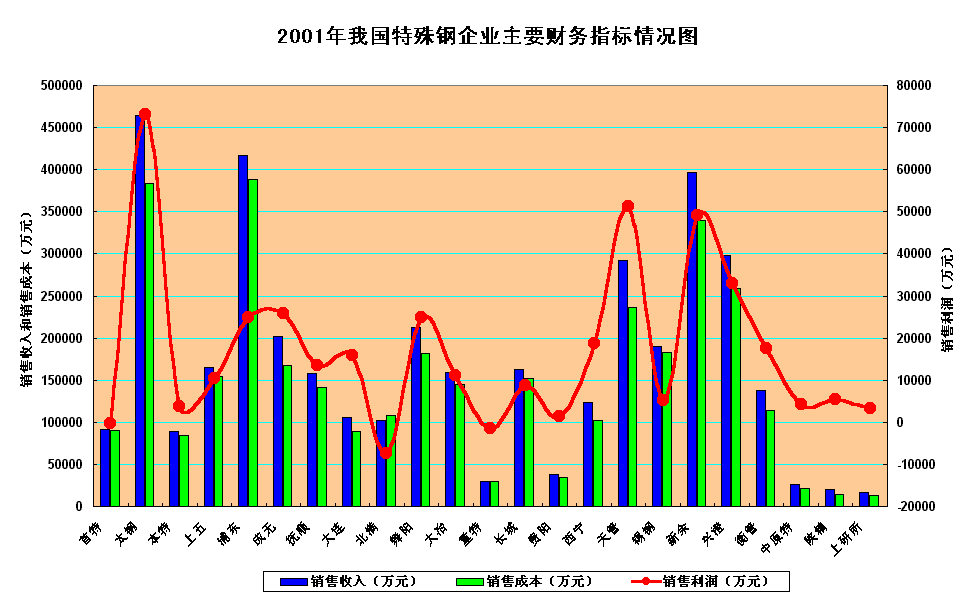 2001年我国特殊钢企业主要财务指标情况图
500000
450000
400000
350000
300000
250000
200000
150000
100000
50000
0
销售收入和销售成本（万元）
80000
70000
60000
50000
40000
30000
20000
10000
0
-10000
-20000
销售利润（万元）
首特
太钢
本特
上五
浦东
成元
抚顺
大连
北满
舞阳
大冶
重特
长城
贵阳
西宁
天管
锡钢
新余
兴澄
衡管
中原特
陕精
上研所
销售收入（万元）
销售成本（万元）
销售利润（万元）